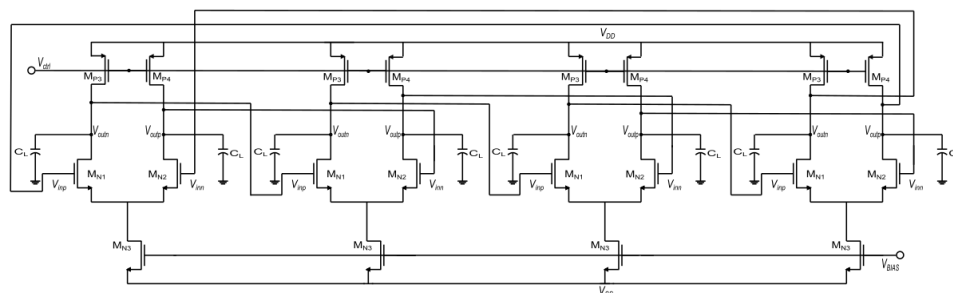 V_DD
V_ctrl
M_P3 M_P4 M_P3 M_P4 M_P3 M_P4 M_P3 M_P4
V_outn V_outp V_outn V_outp V_outn V_outp V_outn V_outp
C_L C_L C_L C_L C_L C_L C_L C
M_N1 M_N2 M_N1 M_N2 M_N1 M_N2 M_N1 M_N2
V_inp V_inn V_inp V_inn V_inp V_inn V_inp V_inn
M_N3 M_N3 M_N3 M_N3
V_BIAS